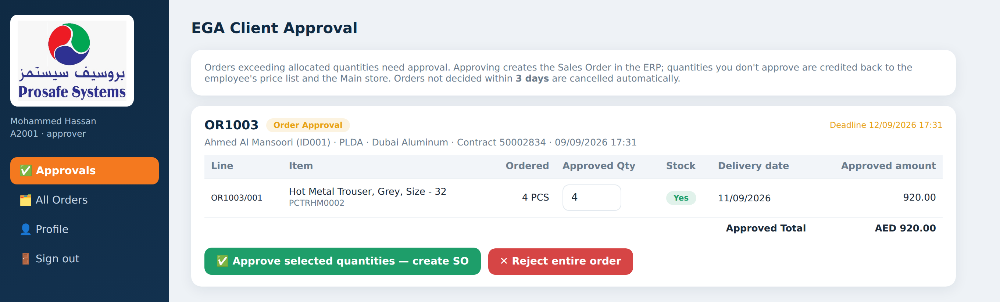 بروسيف سيستمز
Prosafe Systems
Mohammed Hassan
A2001 · approver
✅ Approvals
🗂️ All Orders
👤 Profile
🚪 Sign out
EGA Client Approval
Orders exceeding allocated quantities need approval. Approving creates the Sales Order in the ERP; quantities you don't approve are credited back to the
employee's price list and the Main store. Orders not decided within 3 days are cancelled automatically.
OR1003 Order Approval Deadline 12/09/2026 17:31
Ahmed Al Mansoori (ID001) · PLDA · Dubai Aluminum · Contract 50002834 · 09/09/2026 17:31
Line Item Ordered Approved Qty Stock Delivery date Approved amount
OR1003/001 Hot Metal Trouser, Grey, Size - 32 4 PCS 4 Yes 11/09/2026 920.00
PCTRHM0002
Approved Total AED 920.00
✅ Approve selected quantities — create SO ✕ Reject entire order